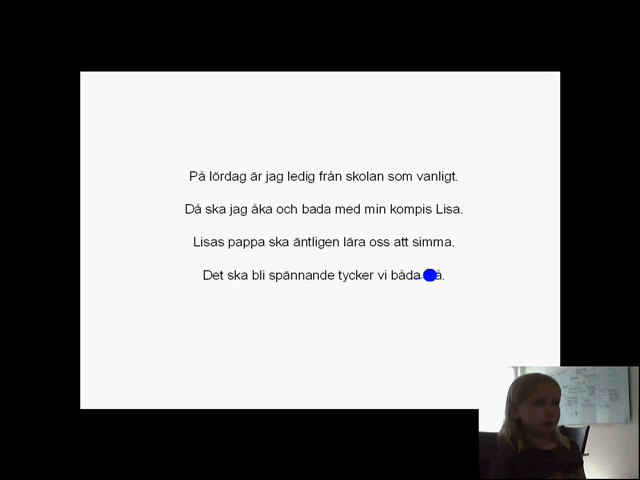 På lördag är jag ledig från skolan som vanligt.
Då ska jag åka och bada med min kompis Lisa.
Lisas pappa ska äntligen lära oss att simma.
Det ska bli spännande tycker vi båda